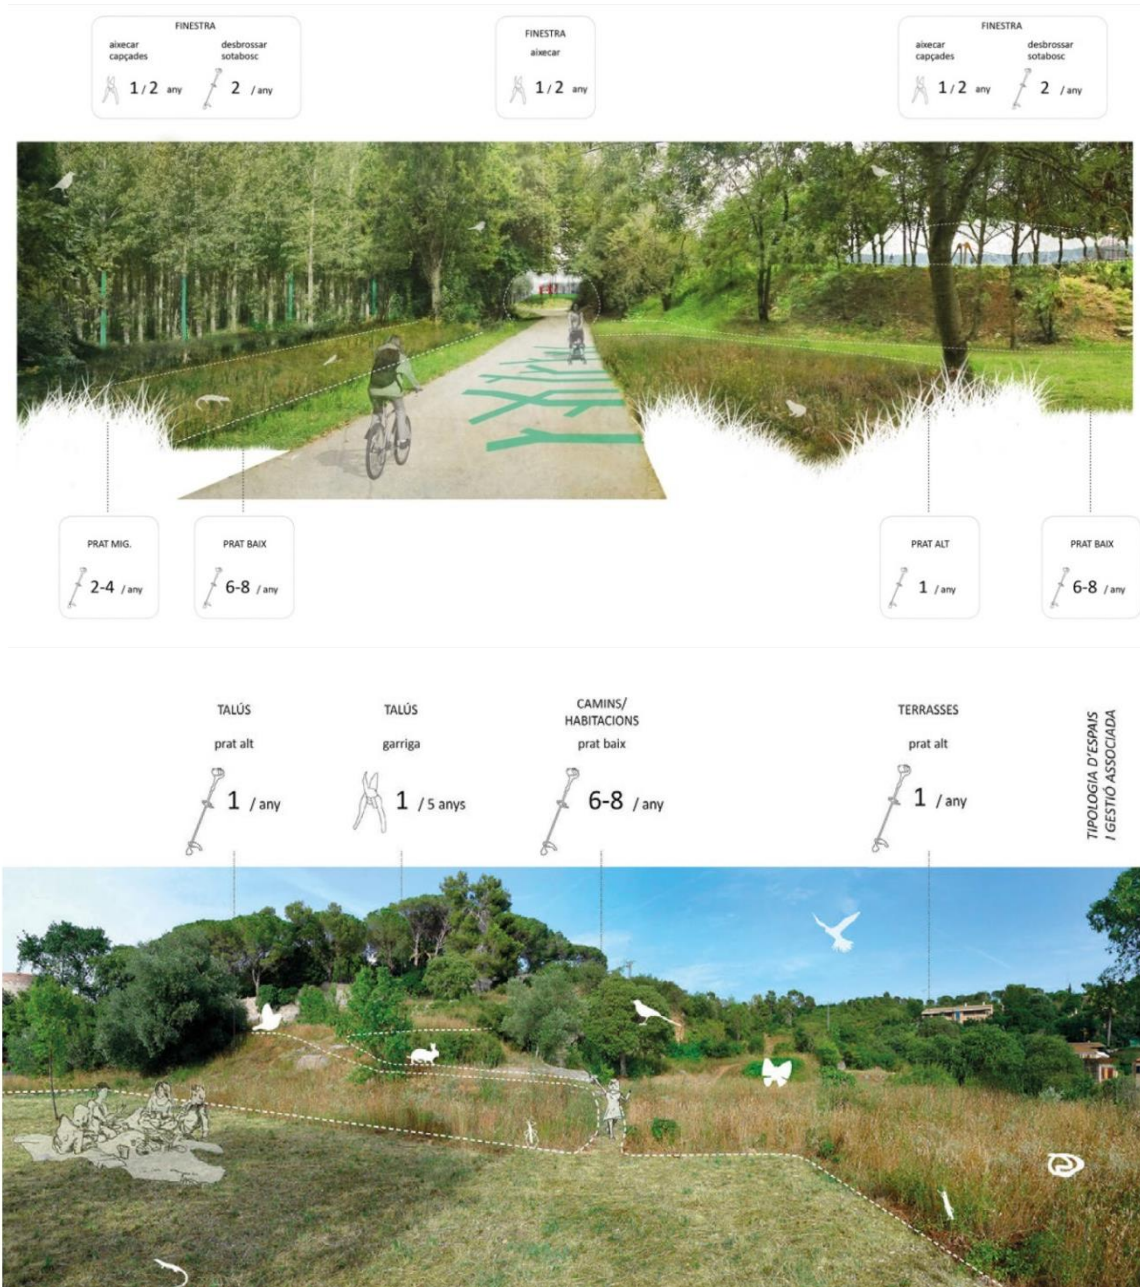 FINESTRA
aixecar
capçades
1 / 2 any
desbrossar
sotabosc
2 / any
FINESTRA
aixecar
1 / 2 any
FINESTRA
aixecar
capçades
1 / 2 any
desbrossar
sotabosc
2 / any
PRAT MIG.
2-4 / any
PRAT BAIX
6-8 / any
PRAT ALT
1 / any
PRAT BAIX
6-8 / any
TALÚS
prat alt
1 / any
TALÚS
garriga
1 / 5 anys
CAMINS/
HABITACIONS
prat baix
6-8 / any
TERRASSES
prat alt
1 / any
TIPOLOGIA D'ESPAIS
I GESTIÓ ASSOCIADA